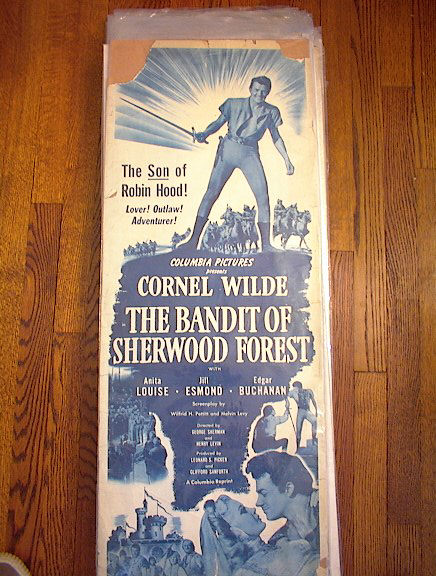 The Son of
Robin Hood!
Lover! Outlaw!
Adventurer!
COLUMBIA PICTURES
presents
CORNEL WILDE
THE BANDIT OF
SHERWOOD FOREST
WITH
Anita LOUISE · Jill ESMOND · Edgar BUCHANAN
Screenplay by
Wilfrid H. Pettitt and Melvin Levy
Directed by
GEORGE SHERMAN
and
HENRY LEVIN
Produced by
LEONARD S. PICKER
and
CLIFFORD SANFORTH
A Columbia Reprint